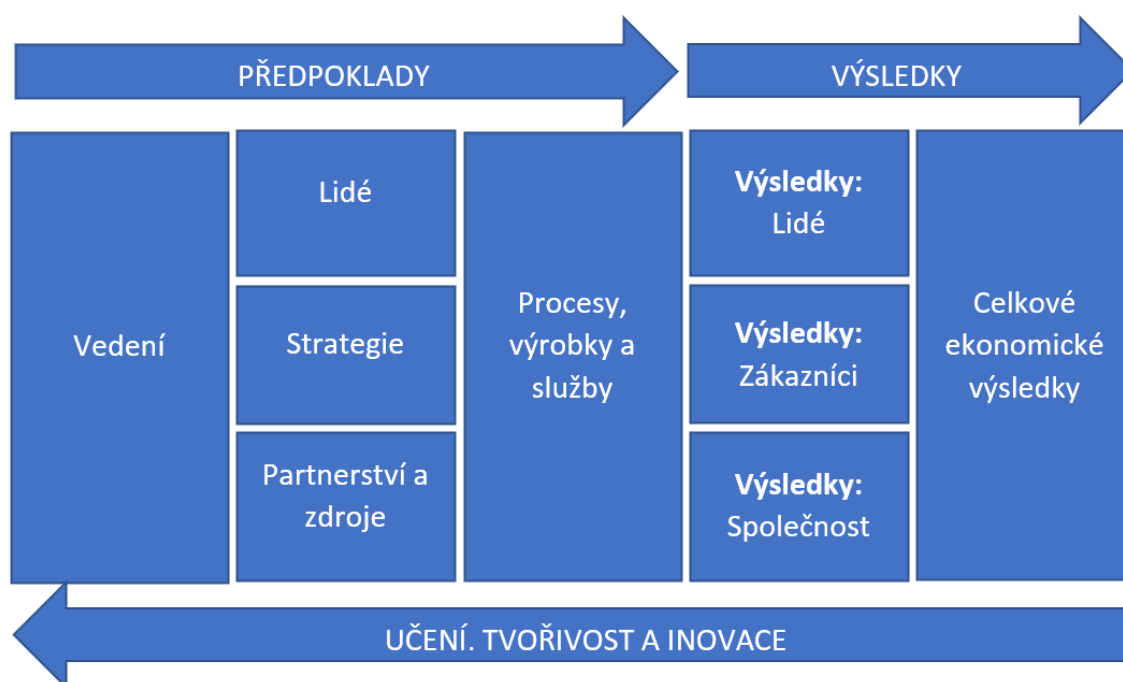 PŘEDPOKLADY
VÝSLEDKY
Vedení
Lidé
Strategie
Partnerství a
zdroje
Procesy,
výrobky a
služby
Výsledky:
Lidé
Výsledky:
Zákazníci
Výsledky:
Společnost
Celkové
ekonomické
výsledky
UČENÍ. TVOŘIVOST A INOVACE